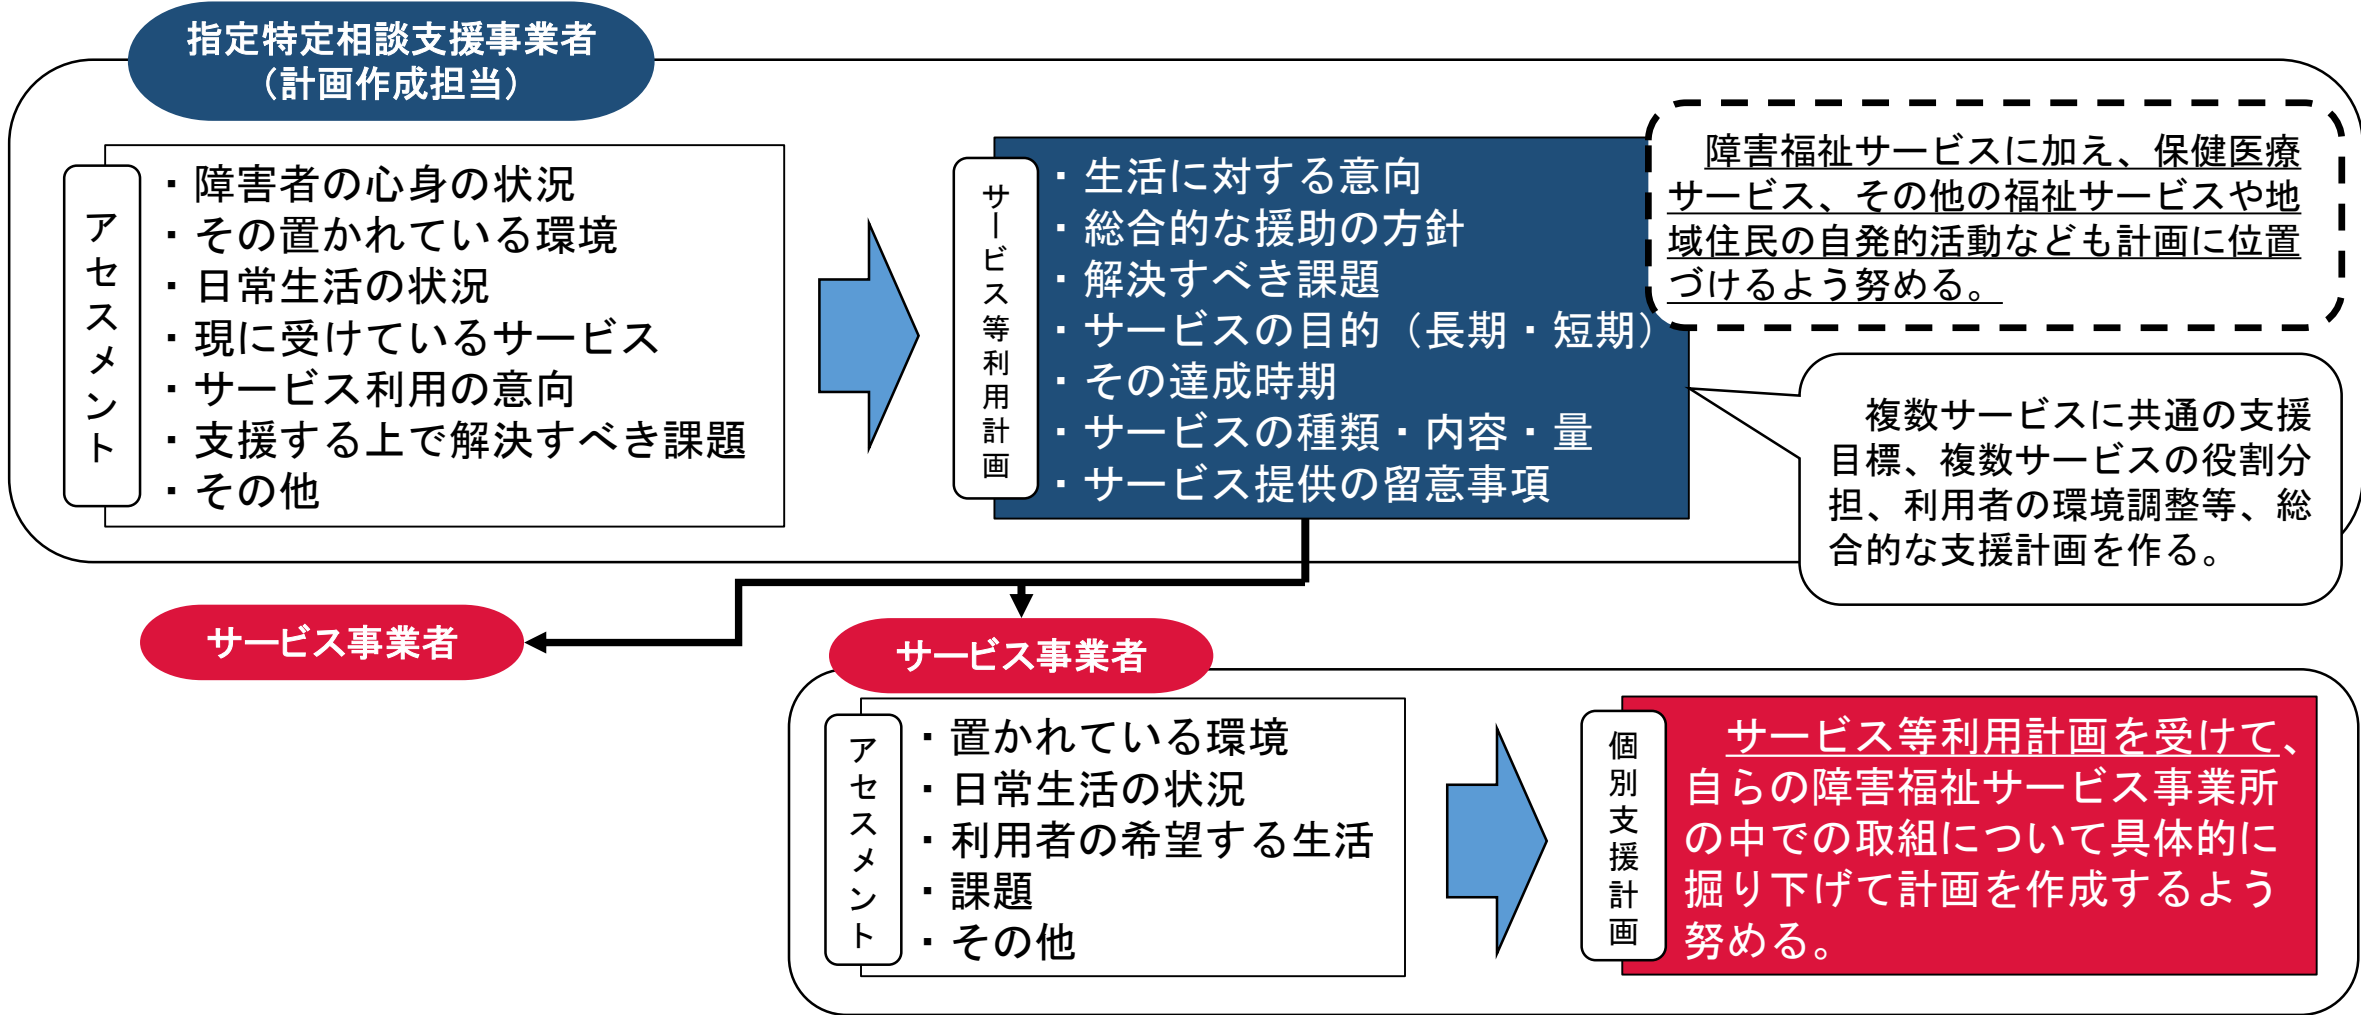 指定特定相談支援事業者
（計画作成担当）
アセスメント
・障害者の心身の状況
・その置かれている環境
・日常生活の状況
・現に受けているサービス
・サービス利用の意向
・支援する上で解決すべき課題
・その他
サービス等利用計画
・生活に対する意向
・総合的な援助の方針
・解決すべき課題
・サービスの目的（長期・短期）
・その達成時期
・サービスの種類・内容・量
・サービス提供の留意事項
障害福祉サービスに加え、保健医療
サービス、その他の福祉サービスや地
域住民の自発的活動なども計画に位置
づけるよう努める。
複数サービスに共通の支援
目標、複数サービスの役割分
担、利用者の環境調整等、総
合的な支援計画を作る。
サービス事業者
サービス事業者
アセスメント
・置かれている環境
・日常生活の状況
・利用者の希望する生活
・課題
・その他
個別支援計画
サービス等利用計画を受けて、
自らの障害福祉サービス事業所
の中での取組について具体的に
掘り下げて計画を作成するよう
努める。